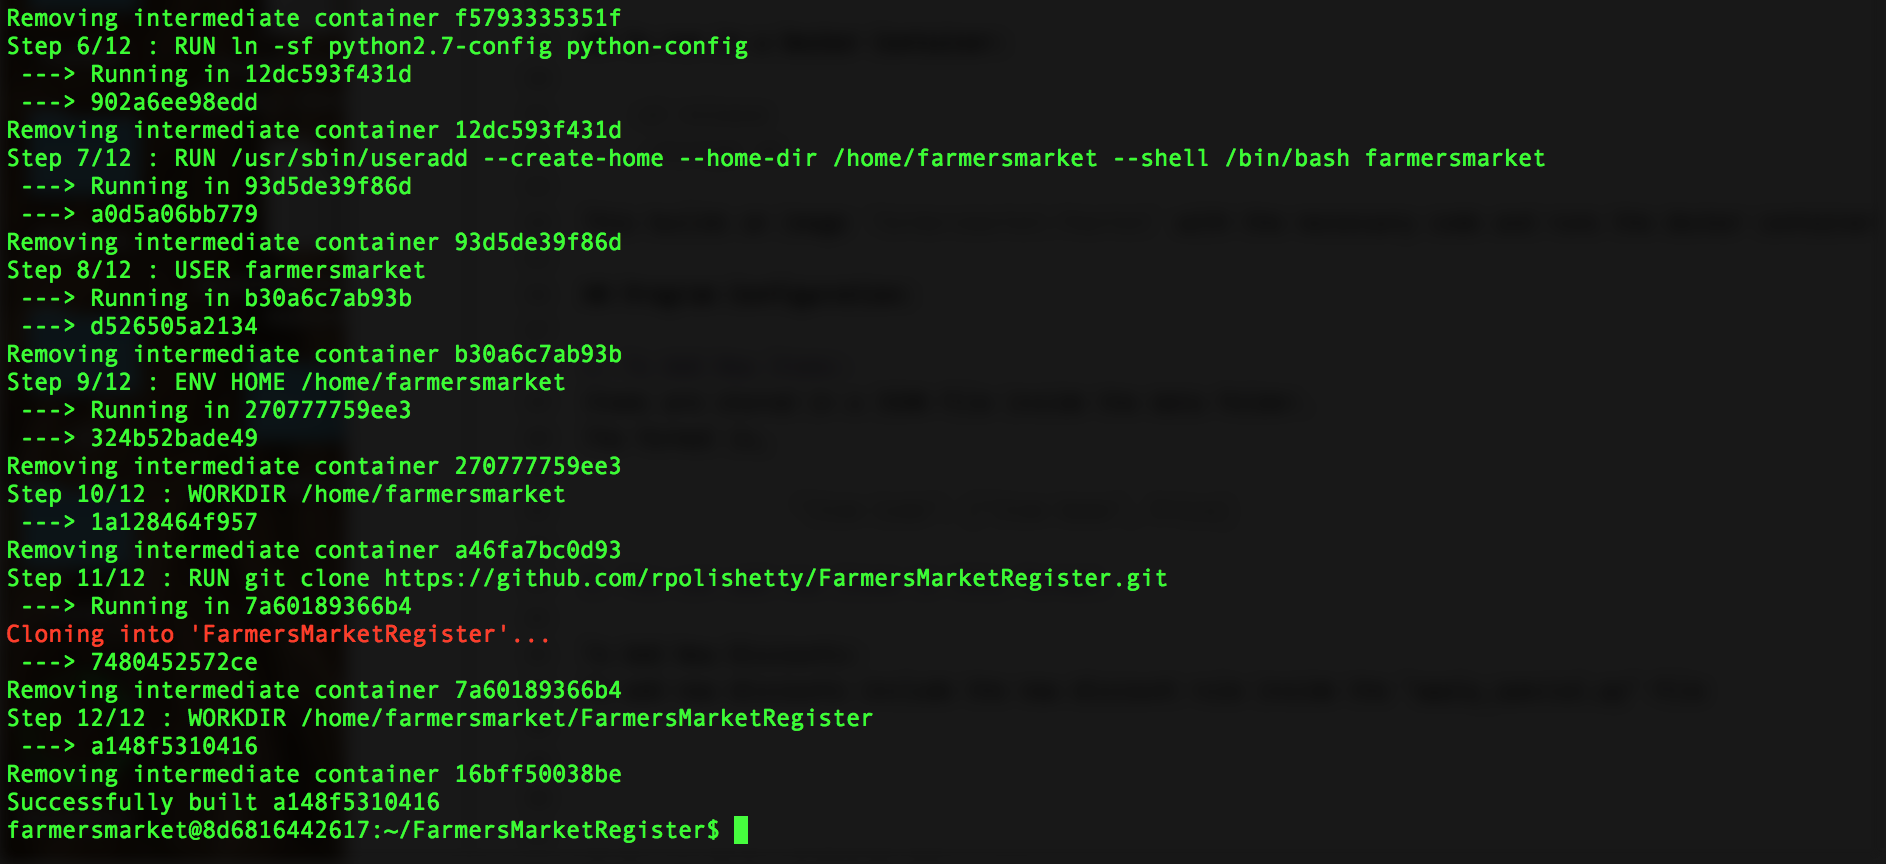 Removing intermediate container f5793335351f
Step 6/12 : RUN ln -sf python2.7-config python-config
 ---> Running in 12dc593f431d
 ---> 902a6ee98edd
Removing intermediate container 12dc593f431d
Step 7/12 : RUN /usr/sbin/useradd --create-home --home-dir /home/farmersmarket --shell /bin/bash farmersmarket
 ---> Running in 93d5de39f86d
 ---> a0d5a06bb779
Removing intermediate container 93d5de39f86d
Step 8/12 : USER farmersmarket
 ---> Running in b30a6c7ab93b
 ---> d526505a2134
Removing intermediate container b30a6c7ab93b
Step 9/12 : ENV HOME /home/farmersmarket
 ---> Running in 270777759ee3
 ---> 324b52bade49
Removing intermediate container 270777759ee3
Step 10/12 : WORKDIR /home/farmersmarket
 ---> 1a128464f957
Removing intermediate container a46fa7bc0d93
Step 11/12 : RUN git clone https://github.com/rpolishetty/FarmersMarketRegister.git
 ---> Running in 7a60189366b4
Cloning into 'FarmersMarketRegister'...
 ---> 7480452572ce
Removing intermediate container 7a60189366b4
Step 12/12 : WORKDIR /home/farmersmarket/FarmersMarketRegister
 ---> a148f5310416
Removing intermediate container 16bff50038be
Successfully built a148f5310416
farmersmarket@8d6816442617:~/FarmersMarketRegister$